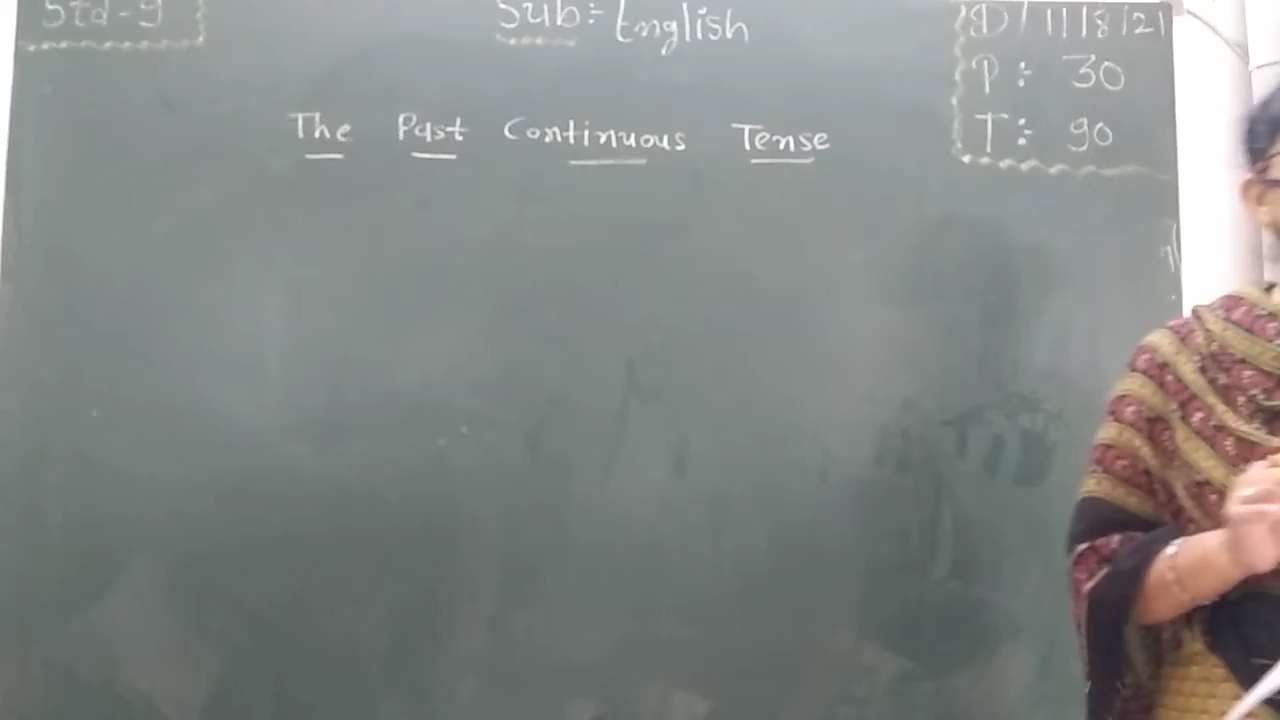 Std-9
Sub:- English
D / 11/8/21
P : 30
T : 90
The Past Continuous Tense